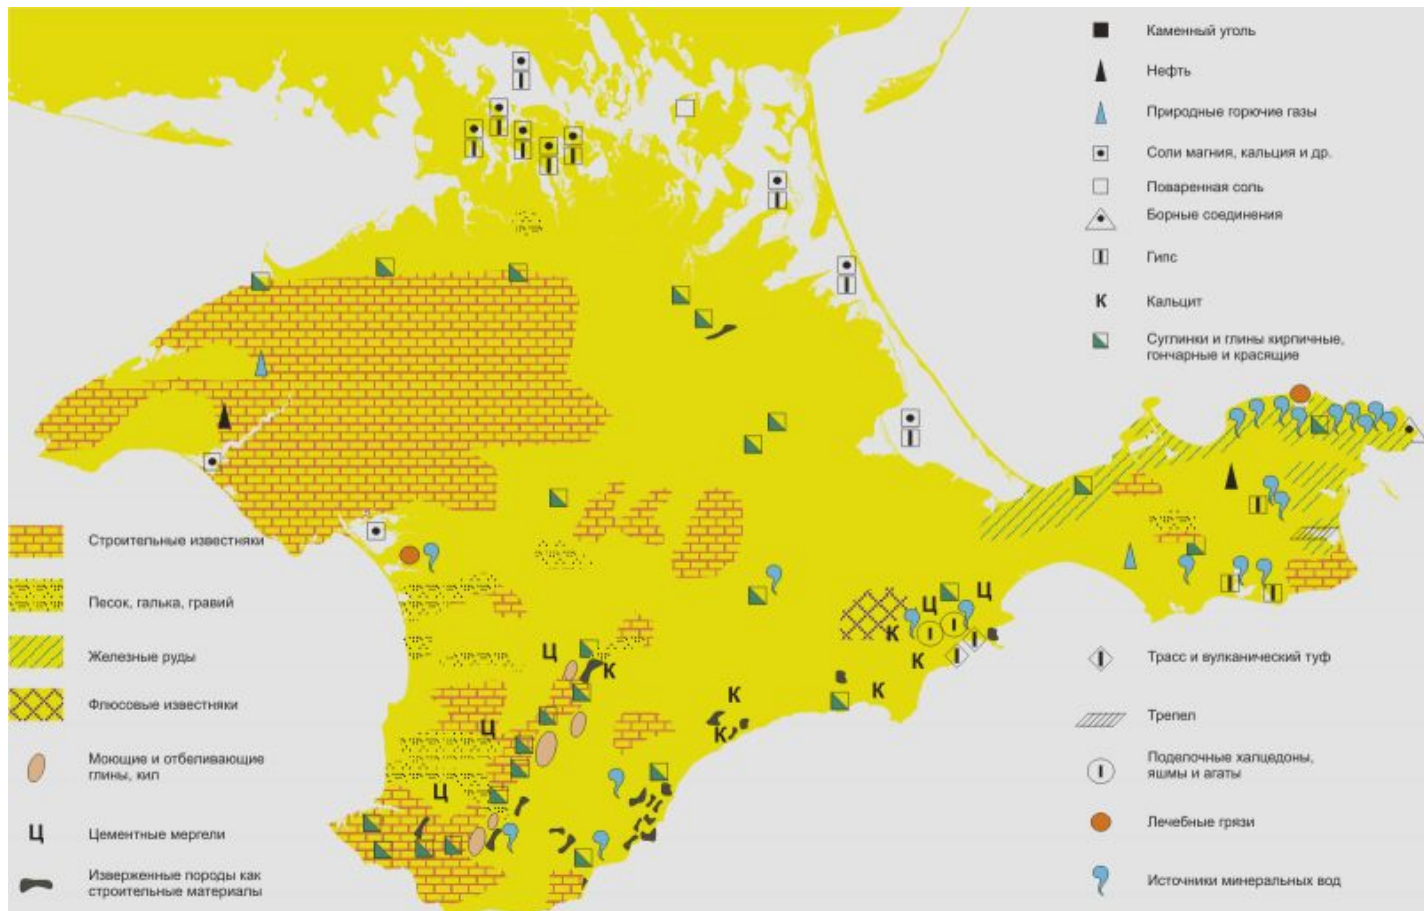 Каменный уголь
Нефть
Природные горючие газы
Соли магния, кальция и др.
Поваренная соль
Борные соединения
Гипс
К Кальцит
Суглинки и глины кирпичные,
гончарные и красящие
Строительные известняки
Песок, галька, гравий
Железные руды
Флюсовые известняки
Моющие и отбеливающие
глины, кил
Ц Цементные мергели
Изверженные породы как
строительные материалы
Трасс и вулканический туф
Трепел
Поделочные халцедоны,
яшмы и агаты
Лечебные грязи
Источники минеральных вод
Ц
К
Ц
Ц
К
К
Ц
Ц
К
К
К